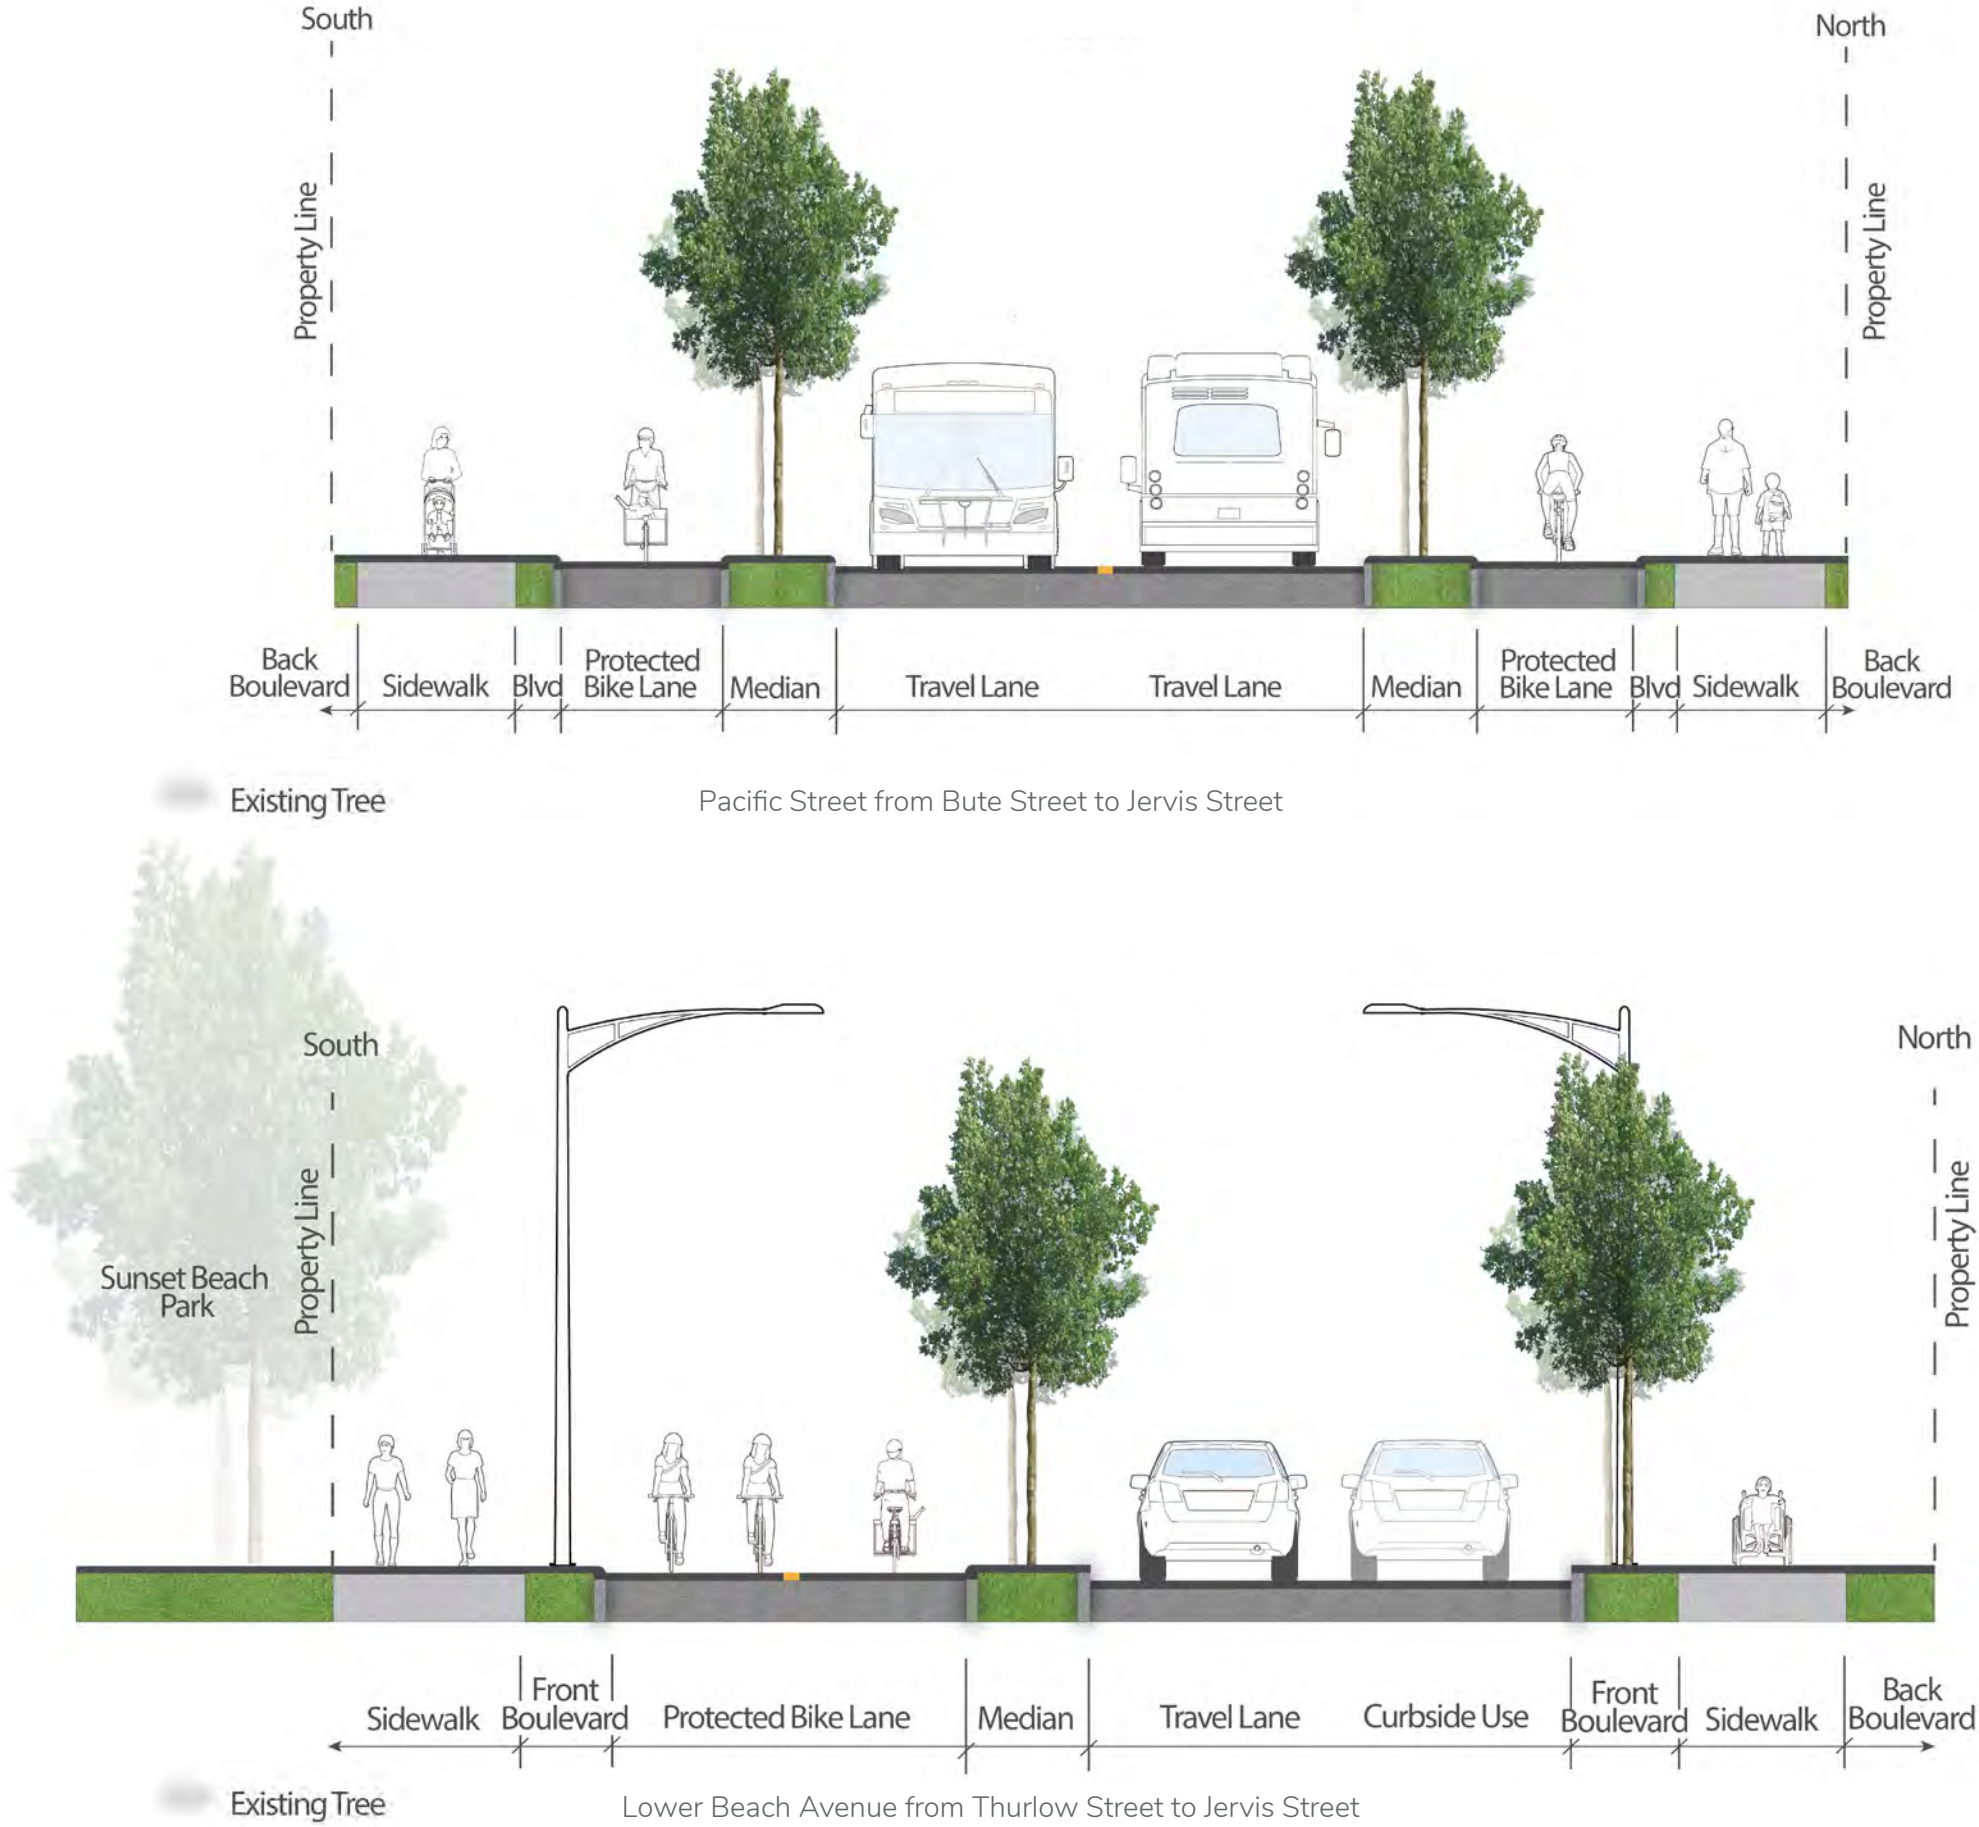 South
North
Property Line
Property Line
Back
Boulevard
Sidewalk
Blvd
Protected
Bike Lane
Median
Travel Lane
Travel Lane
Median
Protected
Bike Lane
Blvd
Sidewalk
Back
Boulevard
Existing Tree
Pacific Street from Bute Street to Jervis Street
South
North
Property Line
Sunset Beach
Park
Property Line
Sidewalk
Front
Boulevard
Protected Bike Lane
Median
Travel Lane
Curbside Use
Front
Boulevard
Sidewalk
Back
Boulevard
Existing Tree
Lower Beach Avenue from Thurlow Street to Jervis Street